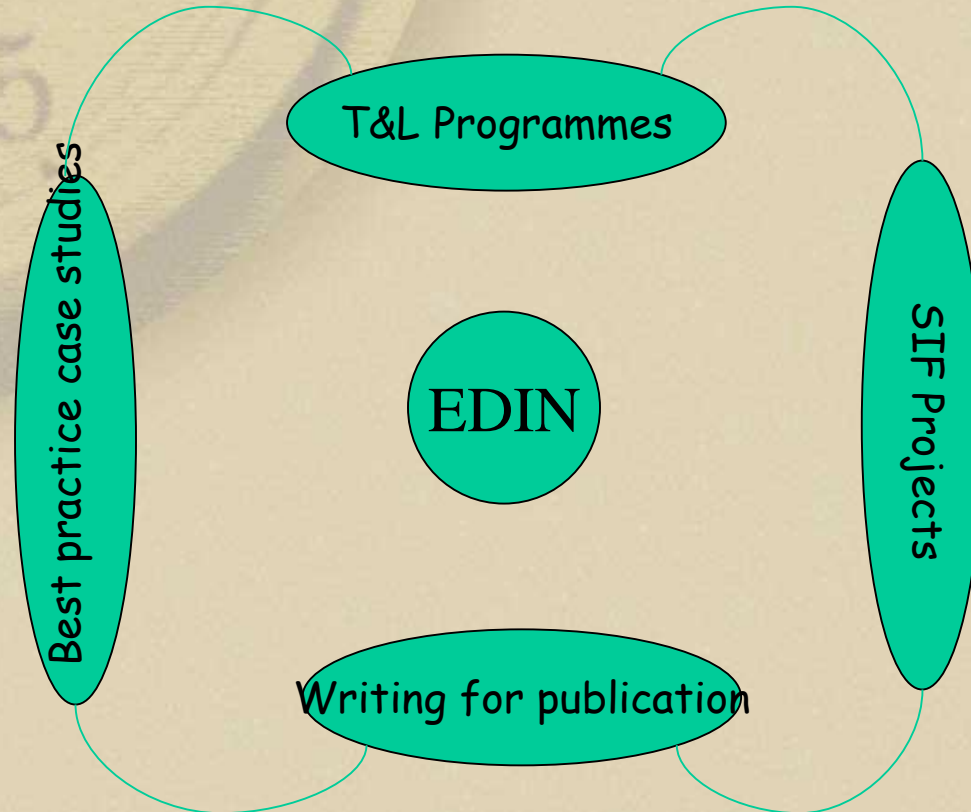 T&L Programmes
Best practice case studies
EDIN
SIF Projects
Writing for publication